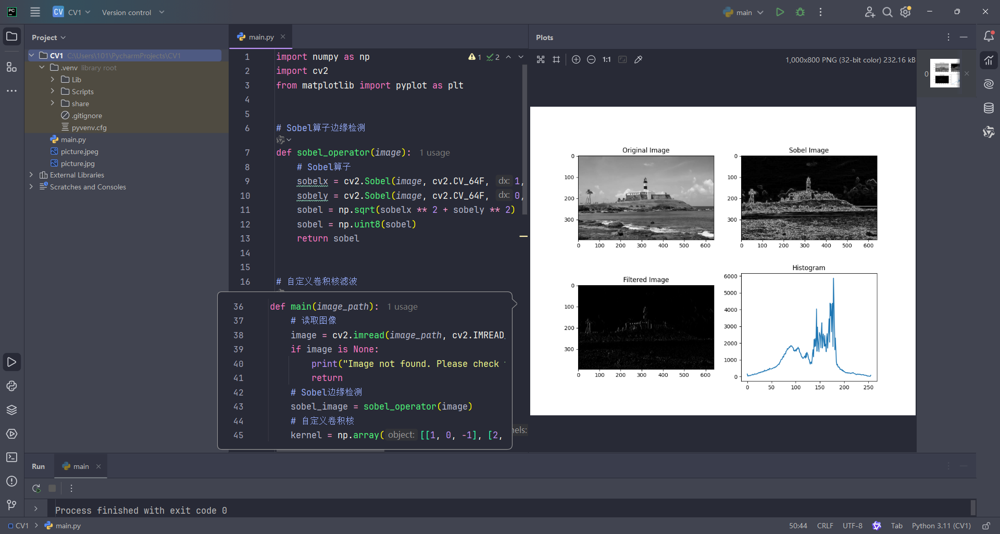 PC
CV CV1 Version control
main
Project
CV1 C:\Users\101\PycharmProjects\CV1
.venv library root
Lib
Scripts
share
.gitignore
pyvenv.cfg
main.py
picture.jpeg
picture.jpg
External Libraries
Scratches and Consoles
main.py
1 2
1 import numpy as np
2 import cv2
3 from matplotlib import pyplot as plt
4
5
6 # Sobel算子边缘检测
7 def sobel_operator(image): 1 usage
8 # Sobel算子
9 sobelx = cv2.Sobel(image, cv2.CV_64F, dx: 1,
10 sobely = cv2.Sobel(image, cv2.CV_64F, dx: 0,
11 sobel = np.sqrt(sobelx ** 2 + sobely ** 2)
12 sobel = np.uint8(sobel)
13 return sobel
14
15
16 # 自定义卷积核滤波
36 def main(image_path): 1 usage
37 # 读取图像
38 image = cv2.imread(image_path, cv2.IMREAD_
39 if image is None:
40 print("Image not found. Please check
41 return
42 # Sobel边缘检测
43 sobel_image = sobel_operator(image)
44 # 自定义卷积核
45 kernel = np.array( object: [[1, 0, -1], [2,
nels:
Plots
1:1
1,000x800 PNG (32-bit color) 232.16 kB
0
Original Image
0
100
200
300
0 100 200 300 400 500 600
Sobel Image
0
100
200
300
0 100 200 300 400 500 600
Filtered Image
0
100
200
300
0 100 200 300 400 500 600
Histogram
6000
5000
4000
3000
2000
1000
0
0 50 100 150 200 250
Run main
Process finished with exit code 0
CV1 main.py
50:44 CRLF UTF-8 Tab Python 3.11 (CV1)